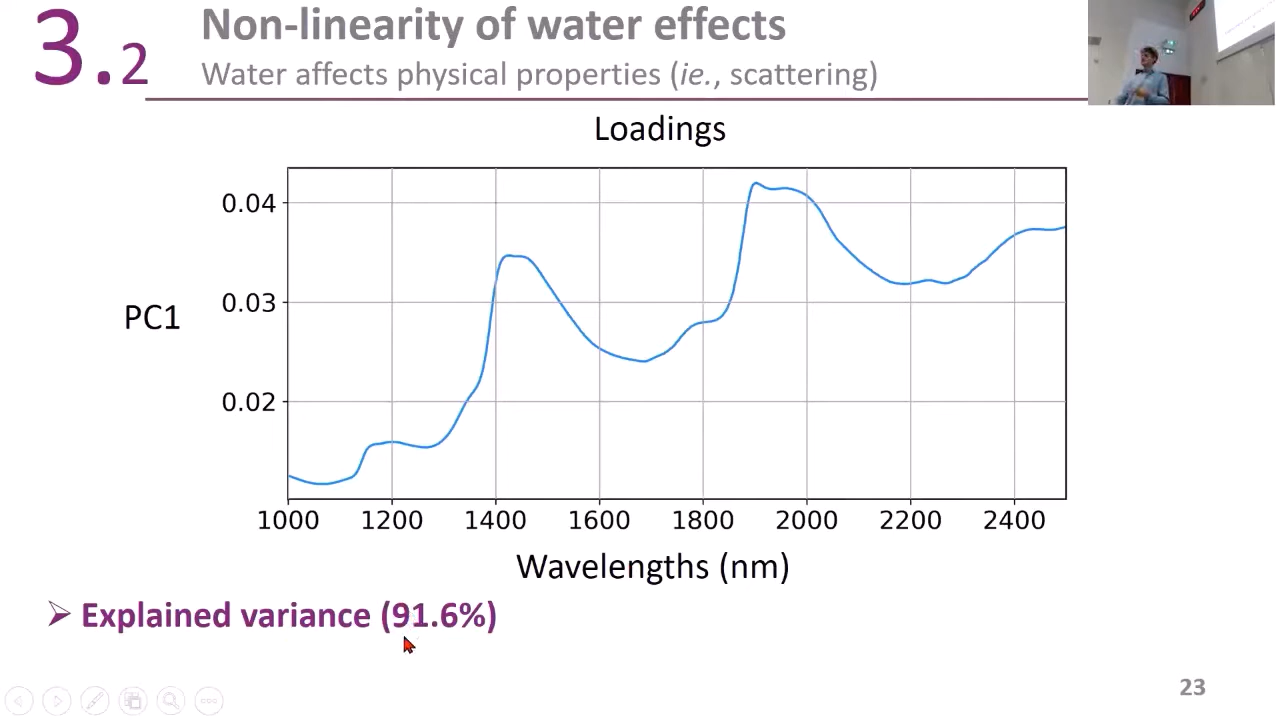 3.2
Non-linearity of water effects
Water affects physical properties (ie., scattering)
Loadings
0.04
0.03
0.02
PC1
1000 1200 1400 1600 1800 2000 2200 2400
Wavelengths (nm)
➢ Explained variance (91.6%)
23